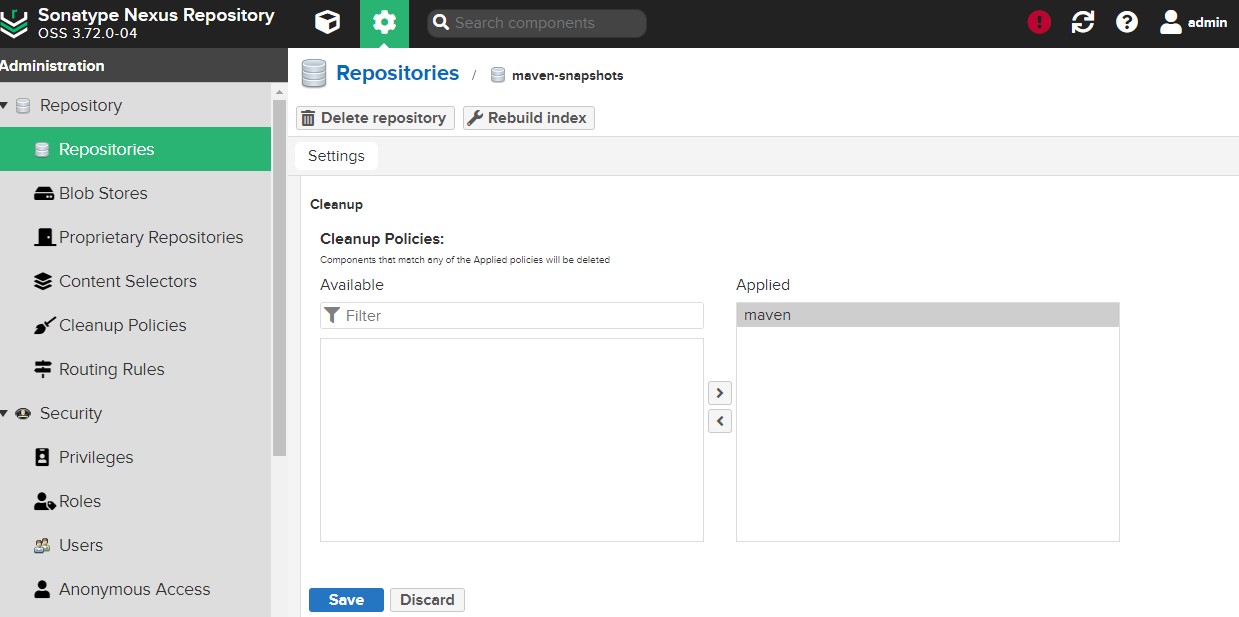 Sonatype Nexus Repository
OSS 3.72.0-04
Search components
admin
Administration
Repository
Repositories
Blob Stores
Proprietary Repositories
Content Selectors
Cleanup Policies
Routing Rules
Security
Privileges
Roles
Users
Anonymous Access
Repositories / maven-snapshots
Delete repository Rebuild index
Settings
Cleanup
Cleanup Policies:
Components that match any of the Applied policies will be deleted
Available Applied
Filter
maven
Save Discard